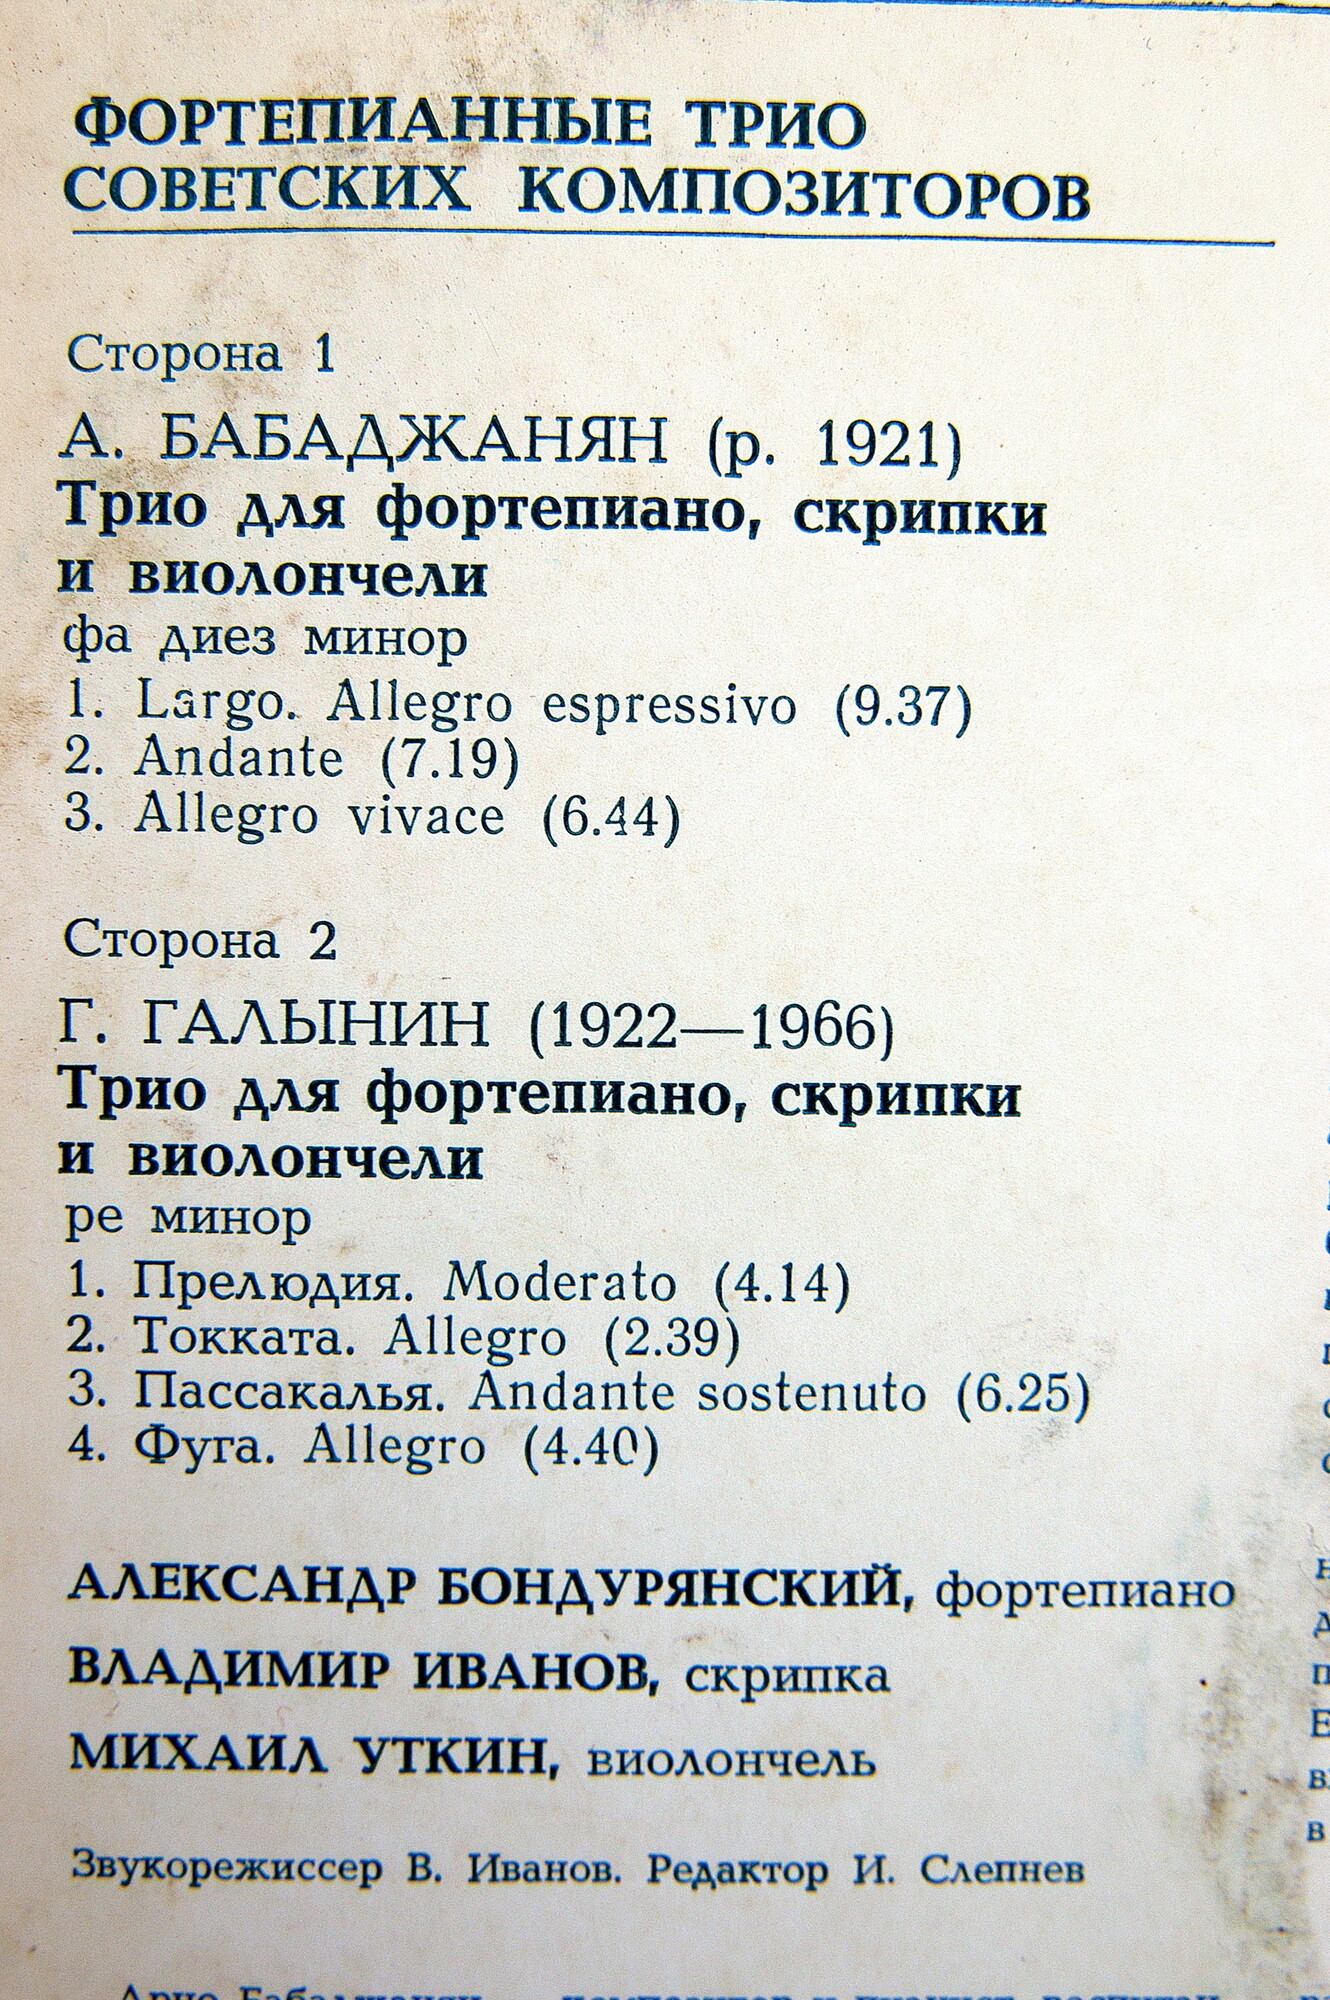 ФОРТЕПИАННЫЕ ТРИО
СОВЕТСКИХ КОМПОЗИТОРОВ
Сторона 1
А. БАБАДЖАНЯН (р. 1921)
Трио для фортепиано, скрипки
и виолончели
фа диез минор
1. Largo. Allegro espressivo (9.37)
2. Andante (7.19)
3. Allegro vivace (6.44)
Сторона 2
Г. ГАЛЫНИН (1922—1966)
Трио для фортепиано, скрипки
и виолончели
ре минор
1. Прелюдия. Moderato (4.14)
2. Токката. Allegro (2.39)
3. Пассакалья. Andante sostenuto (6.25)
4. Фуга. Allegro (4.40)
АЛЕКСАНДР БОНДУРЯНСКИЙ, фортепиано
ВЛАДИМИР ИВАНОВ, скрипка
МИХАИЛ УТКИН, виолончель
Звукорежиссер В. Иванов. Редактор И. Слепнев